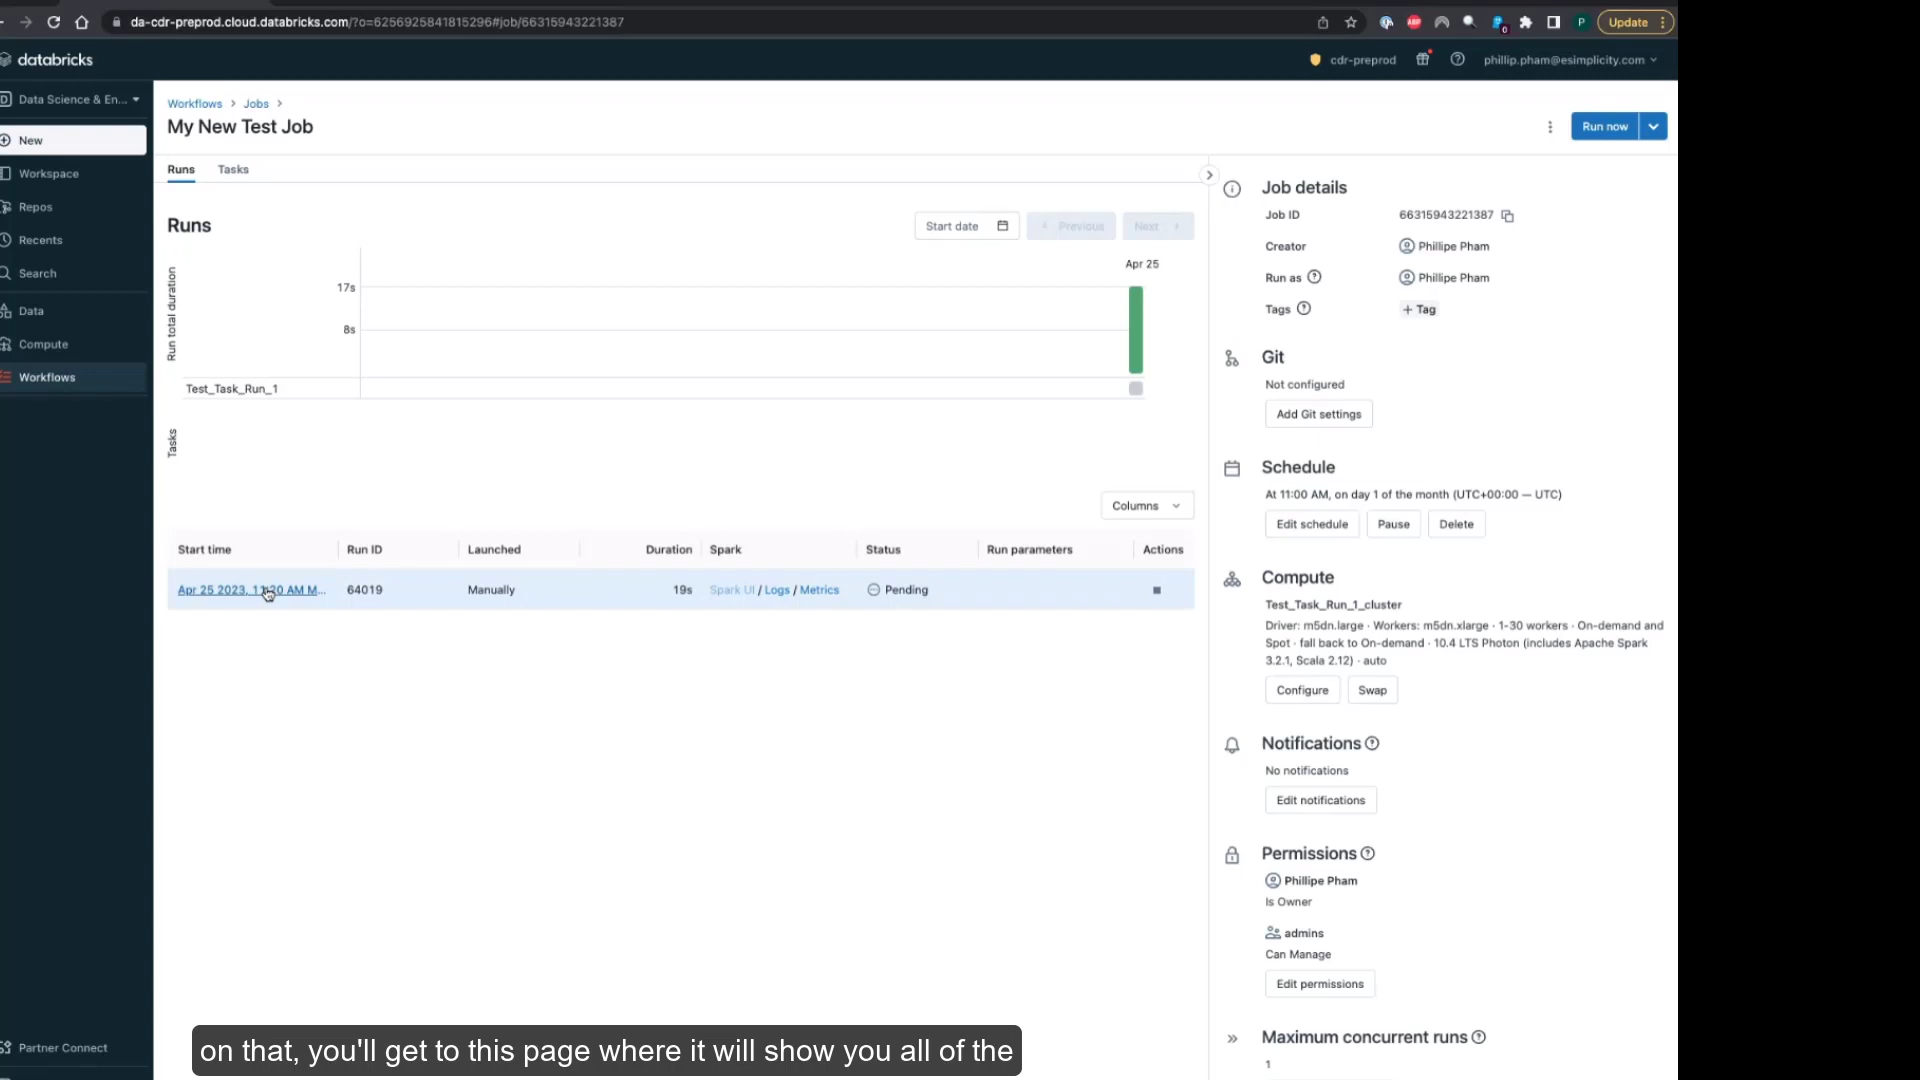 da-cdr-preprod.cloud.databricks.com/?o=6256925841815296#job/66315943221387
ABP
0
P
Update
databricks
cdr-preprod
phillip.pham@esimplicity.com
D
Data Science & En...
New
Workspace
Repos
Recents
Search
Data
Compute
Workflows
Partner Connect
Workflows > Jobs >
My New Test Job
Run now
Runs
Tasks
Runs
Start date
Previous
Next
Apr 25
Run total duration
17s
8s
Test_Task_Run_1
Tasks
Columns
Start time
Run ID
Launched
Duration
Spark
Status
Run parameters
Actions
Apr 25 2023, 11:20 AM M...
64019
Manually
19s
Spark UI / Logs / Metrics
Pending
Job details
Job ID
66315943221387
Creator
Phillipe Pham
Run as
Phillipe Pham
Tags
+ Tag
Git
Not configured
Add Git settings
Schedule
At 11:00 AM, on day 1 of the month (UTC+00:00 — UTC)
Edit schedule
Pause
Delete
Compute
Test_Task_Run_1_cluster
Driver: m5dn.large · Workers: m5dn.xlarge · 1-30 workers · On-demand and
Spot · fall back to On-demand · 10.4 LTS Photon (includes Apache Spark
3.2.1, Scala 2.12) · auto
Configure
Swap
Notifications
No notifications
Edit notifications
Permissions
Phillipe Pham
Is Owner
admins
Can Manage
Edit permissions
Maximum concurrent runs
1
on that, you'll get to this page where it will show you all of the